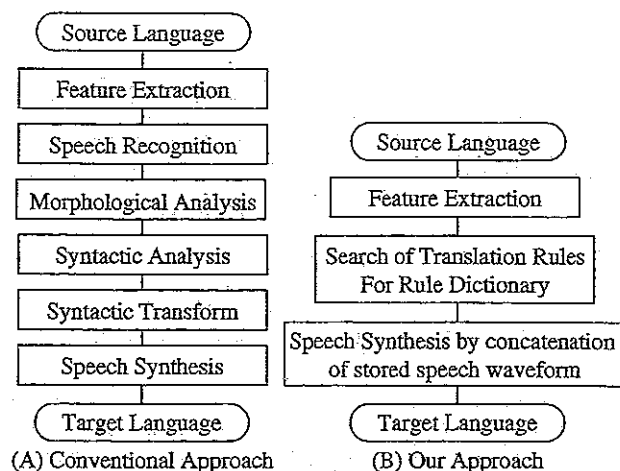 Source Language
Feature Extraction
Speech Recognition
Morphological Analysis
Syntactic Analysis
Syntactic Transform
Speech Synthesis
Target Language
(A) Conventional Approach
Source Language
Feature Extraction
Search of Translation Rules
For Rule Dictionary
Speech Synthesis by concatenation
of stored speech waveform
Target Language
(B) Our Approach